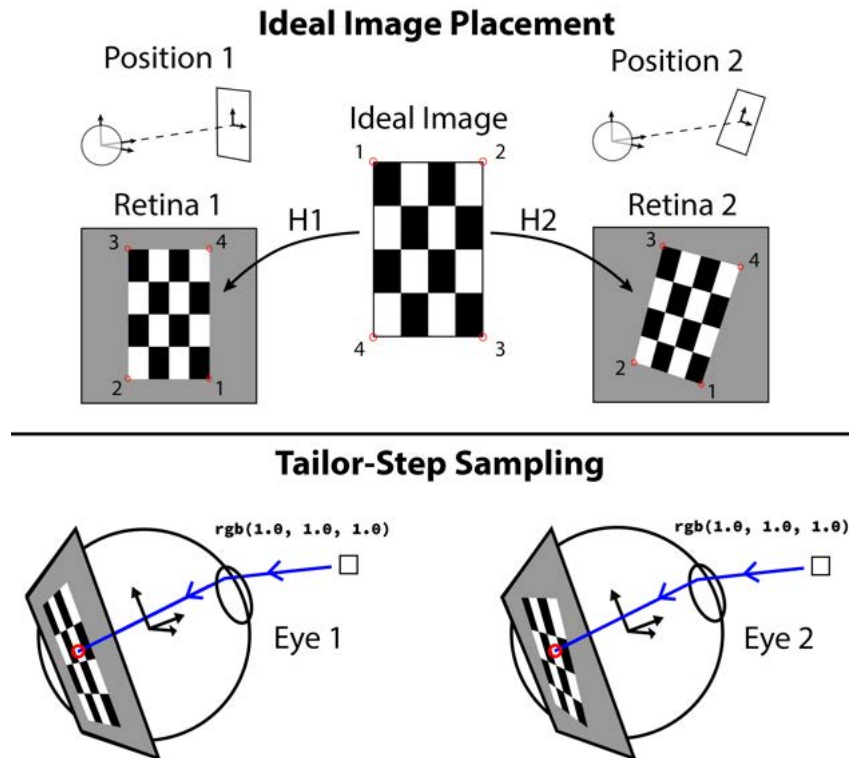 Ideal Image Placement
Position 1
Position 2
Ideal Image
1
2
Retina 1
H1
H2
Retina 2
3
4
3
4
4
3
2
1
2
1
Tailor-Step Sampling
rgb(1.0, 1.0, 1.0)
rgb(1.0, 1.0, 1.0)
Eye 1
Eye 2